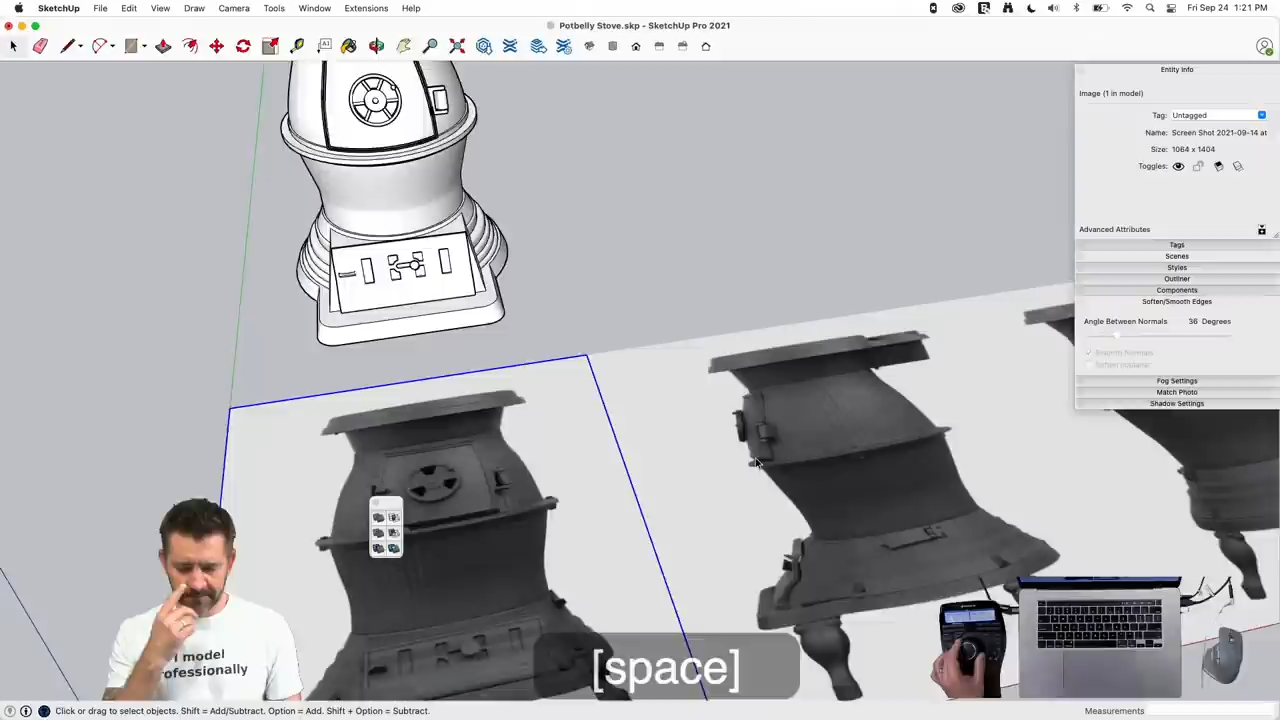 SketchUp File Edit View Draw Camera Tools Window Extensions Help Fri Sep 24 1:21 PM
Potbelly Stove.skp - SketchUp Pro 2021
Entity Info
Image (1 in model)
Tag: Untagged
Name: Screen Shot 2021-09-14 at
Size: 1064 x 1404
Toggles:
Advanced Attributes
Tags
Scenes
Styles
Outliner
Components
Soften/Smooth Edges
Angle Between Normals 36 Degrees
Smooth Normals
Soften coplanar
Fog Settings
Match Photo
Shadow Settings
I model
rofessionally
[space]
Click or drag to select objects. Shift = Add/Subtract. Option = Add. Shift + Option = Subtract. Measurements